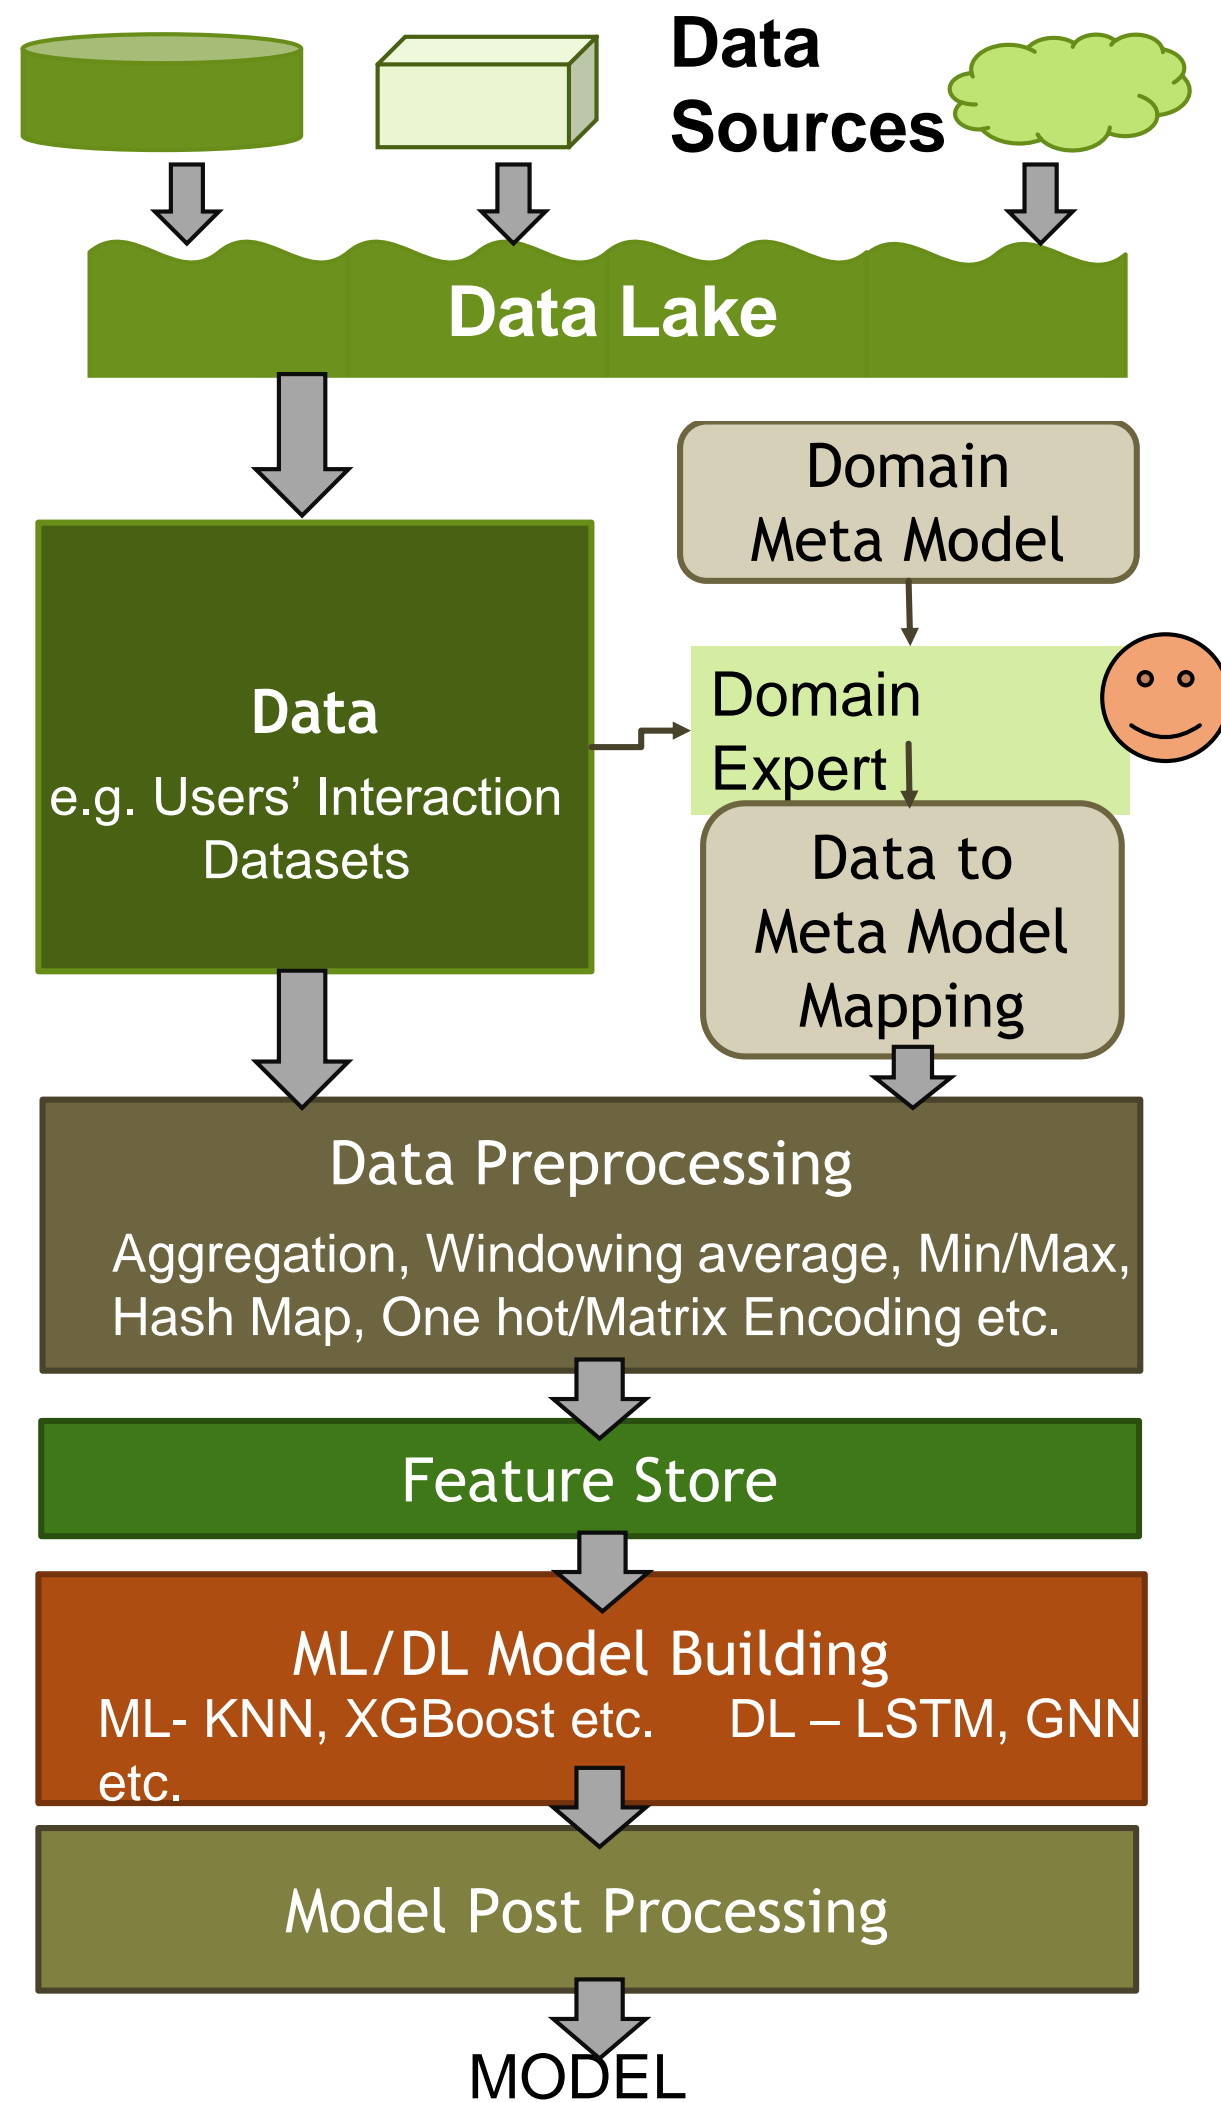 Data
Sources
Data Lake
Domain
Meta Model
Data
e.g. Users’ Interaction
Datasets
Domain
Expert
Data to
Meta Model
Mapping
Data Preprocessing
Aggregation, Windowing average, Min/Max,
Hash Map, One hot/Matrix Encoding etc.
Feature Store
ML/DL Model Building
ML- KNN, XGBoost etc. DL – LSTM, GNN
etc.
Model Post Processing
MODEL